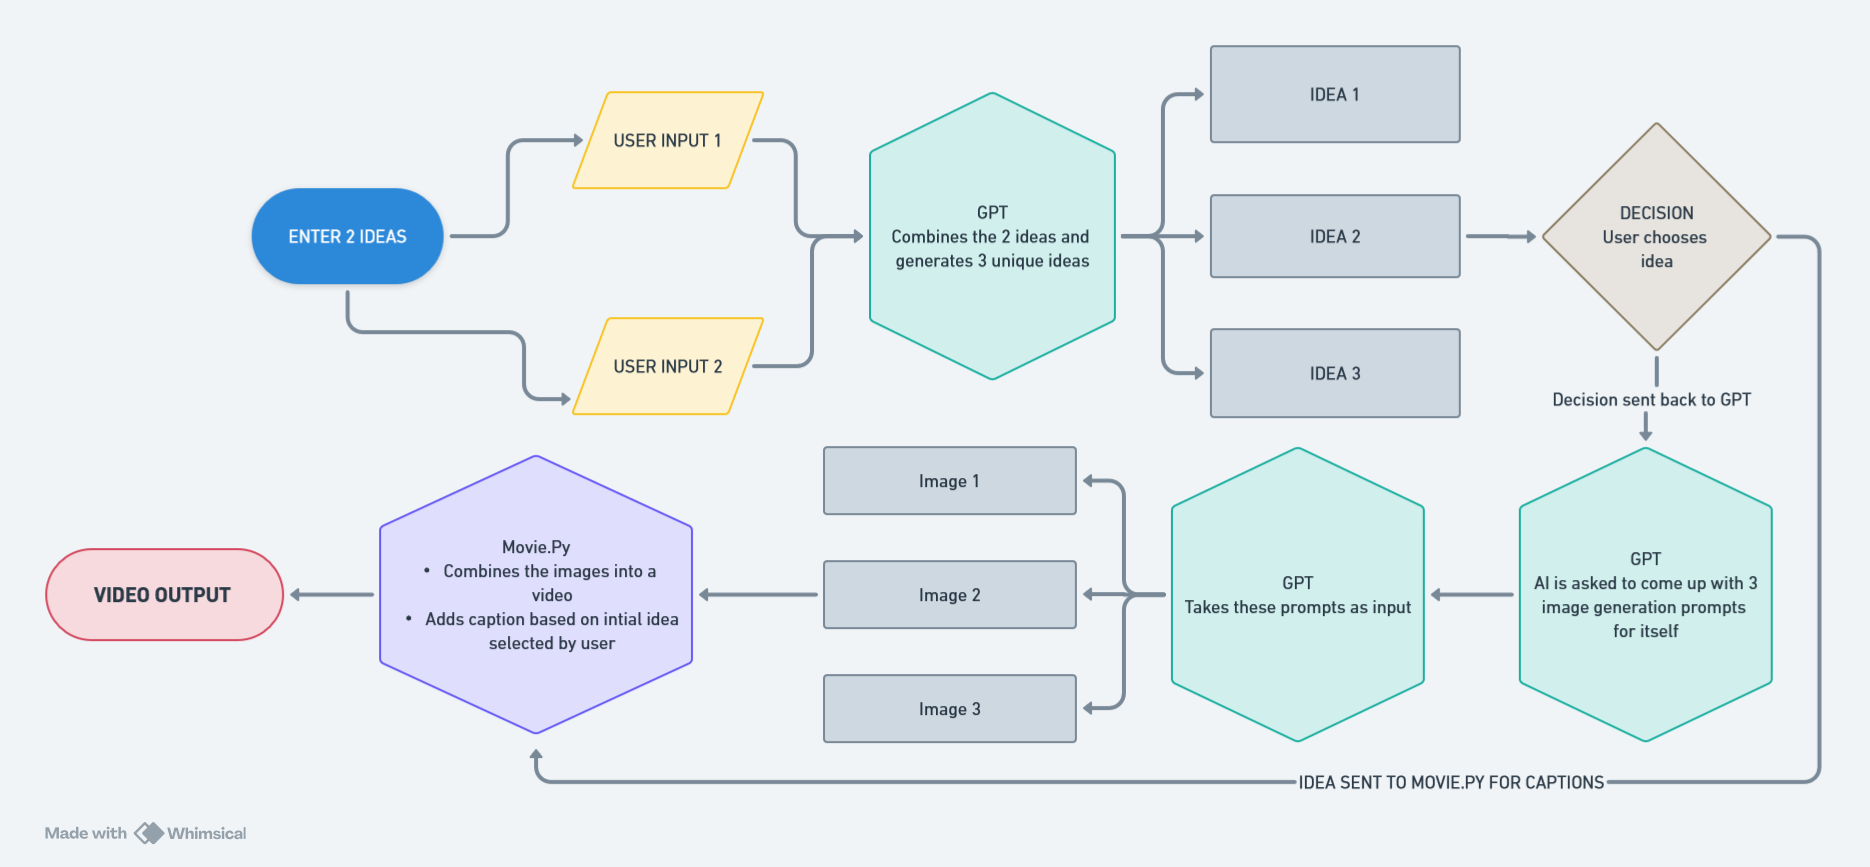 ENTER 2 IDEAS
USER INPUT 1
USER INPUT 2
GPT
Combines the 2 ideas and
generates 3 unique ideas
IDEA 1
IDEA 2
IDEA 3
DECISION
User chooses
idea
Decision sent back to GPT
GPT
AI is asked to come up with 3
image generation prompts
for itself
GPT
Takes these prompts as input
Image 1
Image 2
Image 3
Movie.Py
• Combines the images into a
video
• Adds caption based on intial idea
selected by user
VIDEO OUTPUT
IDEA SENT TO MOVIE.PY FOR CAPTIONS
Made with Whimsical